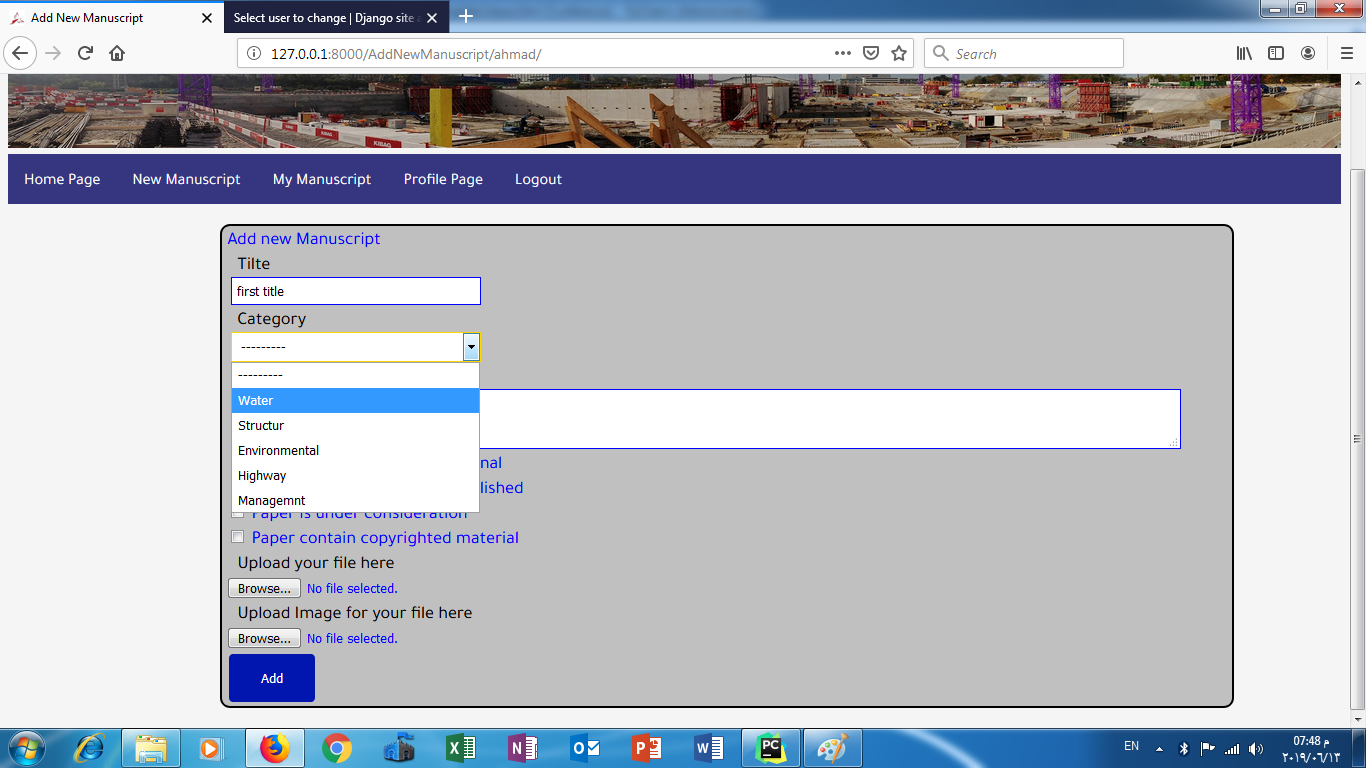 Add New Manuscript
Select user to change | Django site a
127.0.0.1:8000/AddNewManuscript/ahmad/
Search
KIBAG
KIBAG
Home Page New Manuscript My Manuscript Profile Page Logout
Add new Manuscript
Tilte
first title
Category
---------
---------
Water
Structur
Environmental
Highway
Managemnt
nal
lished
Paper is under consideration
Paper contain copyrighted material
Upload your file here
Browse... No file selected.
Upload Image for your file here
Browse... No file selected.
Add
EN
07:48 م
٢٠١٩/٠٦/١٣